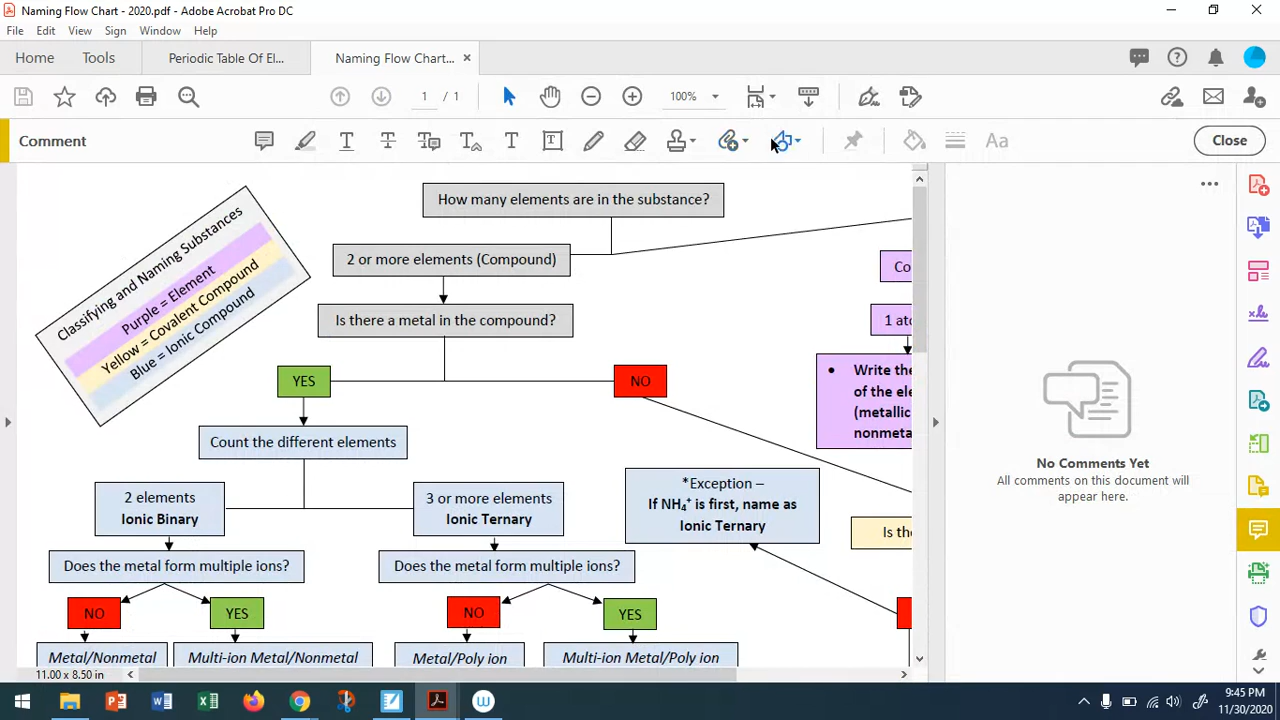 Naming Flow Chart - 2020.pdf - Adobe Acrobat Pro DC
File Edit View Sign Window Help
Home Tools Periodic Table Of El... Naming Flow Chart... ×
1 / 1 100%
Comment Close
Classifying and Naming Substances
Purple = Element
Yellow = Covalent Compound
Blue = Ionic Compound
How many elements are in the substance?
2 or more elements (Compound)
Co
Is there a metal in the compound?
1 ato
YES
NO
• Write the
of the ele
(metallic
nonmeta
Count the different elements
2 elements
Ionic Binary
3 or more elements
Ionic Ternary
*Exception –
If NH₄⁺ is first, name as
Ionic Ternary
Is the
Does the metal form multiple ions?
Does the metal form multiple ions?
NO
YES
NO
YES
Metal/Nonmetal
Multi-ion Metal/Nonmetal
Metal/Poly ion
Multi-ion Metal/Poly ion
No Comments Yet
All comments on this document will
appear here.
11.00 x 8.50 in
9:45 PM
11/30/2020